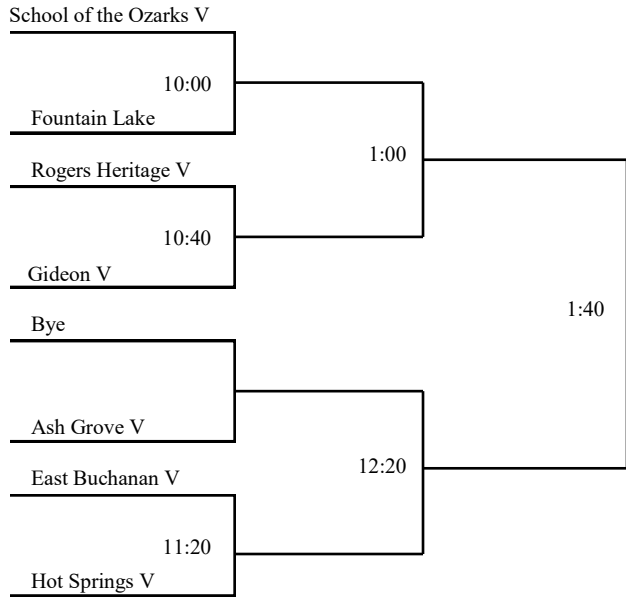 School of the Ozarks V
10:00
Fountain Lake
1:00
Rogers Heritage V
10:40
Gideon V
1:40
Bye
Ash Grove V
12:20
East Buchanan V
11:20
Hot Springs V